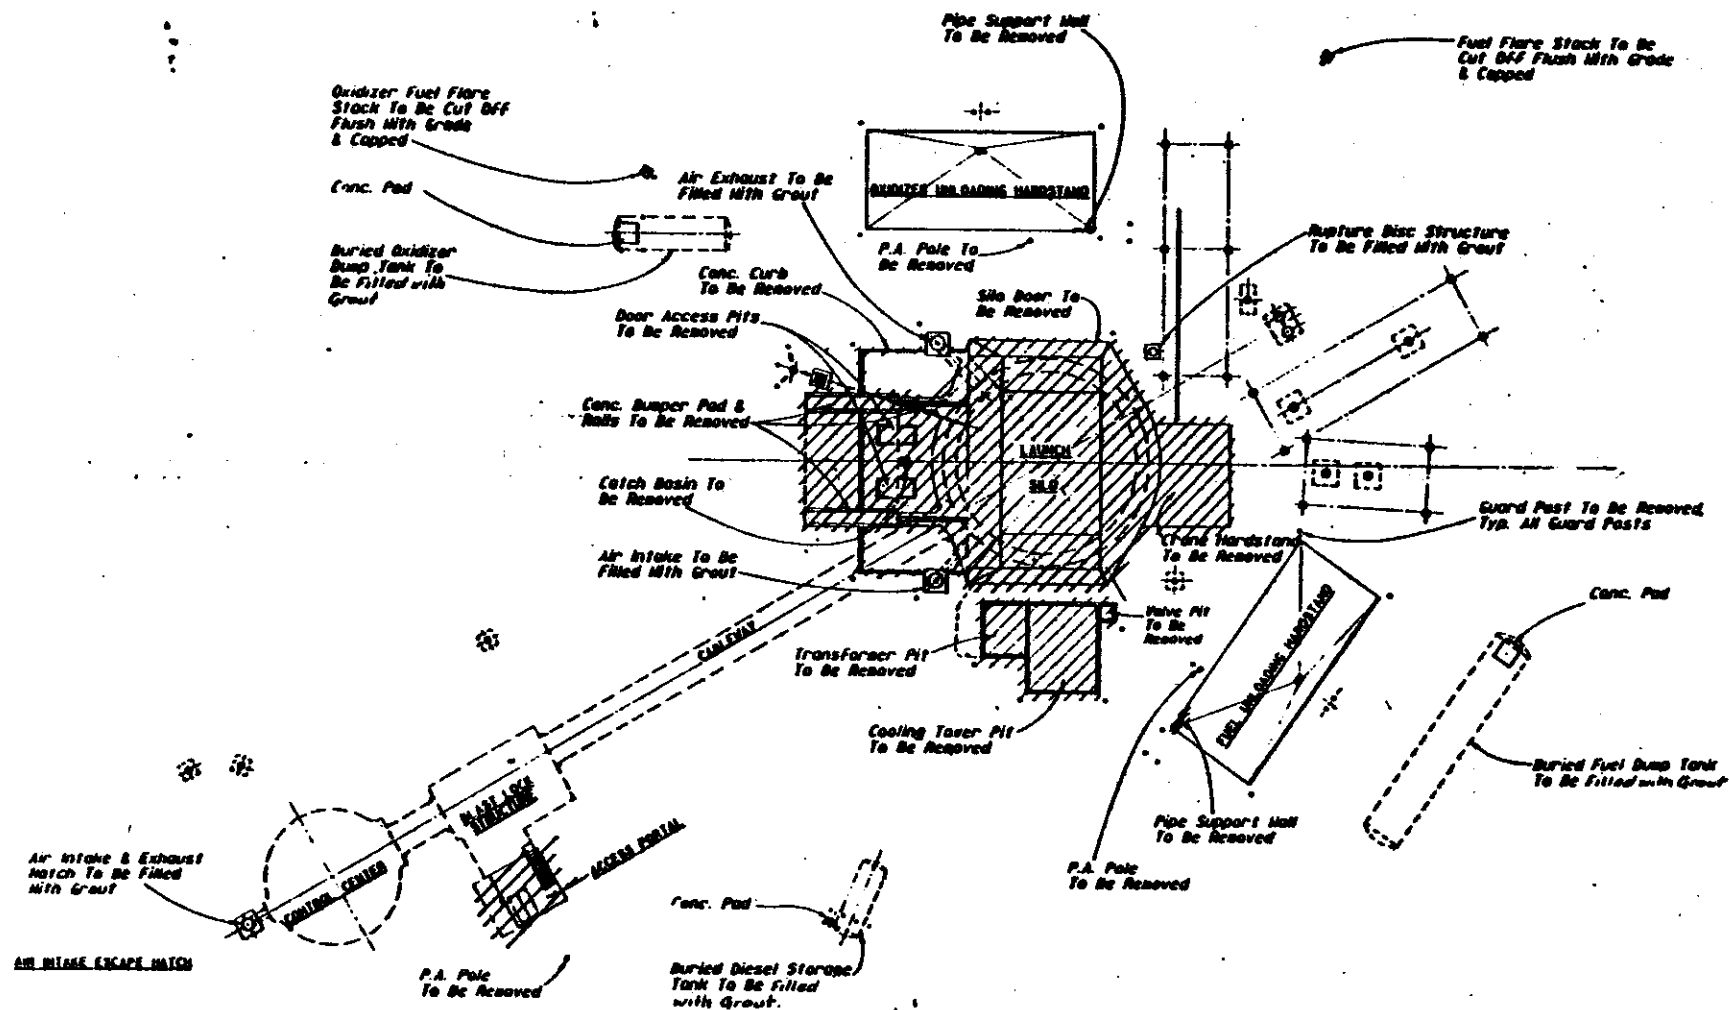 Pipe Support Wall
To Be Removed
Fuel Flare Stack To Be
Cut Off Flush With Grade
& Capped
Oxidizer Fuel Flare
Stack To Be Cut Off
Flush With Grade
& Capped
Conc. Pad
Air Exhaust To Be
Filled With Grout
OXIDIZER UNLOADING HARDSTAND
Buried Oxidizer
Dump Tank To
Be Filled with
Grout
P.A. Pole To
Be Removed
Rupture Disc Structure
To Be Filled With Grout
Conc. Curb
To Be Removed
Silo Door To
Be Removed
Door Access Pits
To Be Removed
Conc. Bumper Pad &
Rails To Be Removed
LAUNCH
SILO
Catch Basin To
Be Removed
Guard Post To Be Removed,
Typ. All Guard Posts
Crane Hardstand
To Be Removed
Air Intake To Be
Filled With Grout
Conc. Pad
Valve Pit
To Be
Removed
CABLEWAY
Transformer Pit
To Be Removed
FUEL UNLOADING HARDSTAND
Cooling Tower Pit
To Be Removed
Buried Fuel Dump Tank
To Be Filled with Grout
BLAST LOCK
STRUCTURE
Pipe Support Wall
To Be Removed
ACCESS PORTAL
Air Intake & Exhaust
Hatch To Be Filled
With Grout
CONTROL CENTER
P.A. Pole
To Be Removed
Conc. Pad
AIR INTAKE ESCAPE HATCH
P.A. Pole
To Be Removed
Buried Diesel Storage
Tank To Be Filled
with Grout.